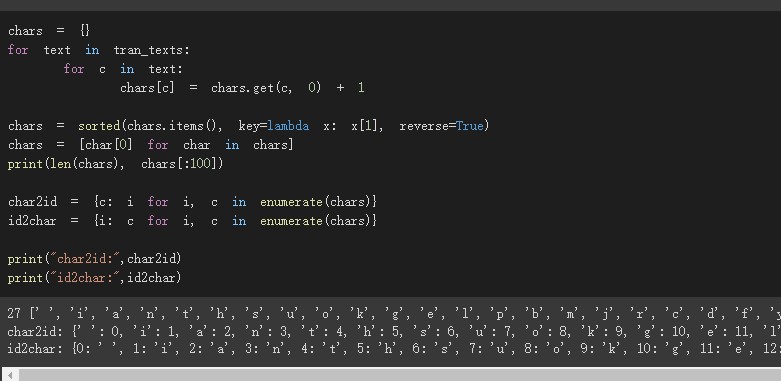 chars = {}
for text in tran_texts:
for c in text:
chars[c] = chars.get(c, 0) + 1
chars = sorted(chars.items(), key=lambda x: x[1], reverse=True)
chars = [char[0] for char in chars]
print(len(chars), chars[:100])
char2id = {c: i for i, c in enumerate(chars)}
id2char = {i: c for i, c in enumerate(chars)}
print("char2id:",char2id)
print("id2char:",id2char)
27 [' ', 'i', 'a', 'n', 't', 'h', 's', 'u', 'o', 'k', 'g', 'e', 'l', 'p', 'b', 'm', 'j', 'r', 'c', 'd', 'f', 'y
char2id: {' ': 0, 'i': 1, 'a': 2, 'n': 3, 't': 4, 'h': 5, 's': 6, 'u': 7, 'o': 8, 'k': 9, 'g': 10, 'e': 11, 'l'
id2char: {0: ' ', 1: 'i', 2: 'a', 3: 'n', 4: 't', 5: 'h', 6: 's', 7: 'u', 8: 'o', 9: 'k', 10: 'g', 11: 'e', 12: